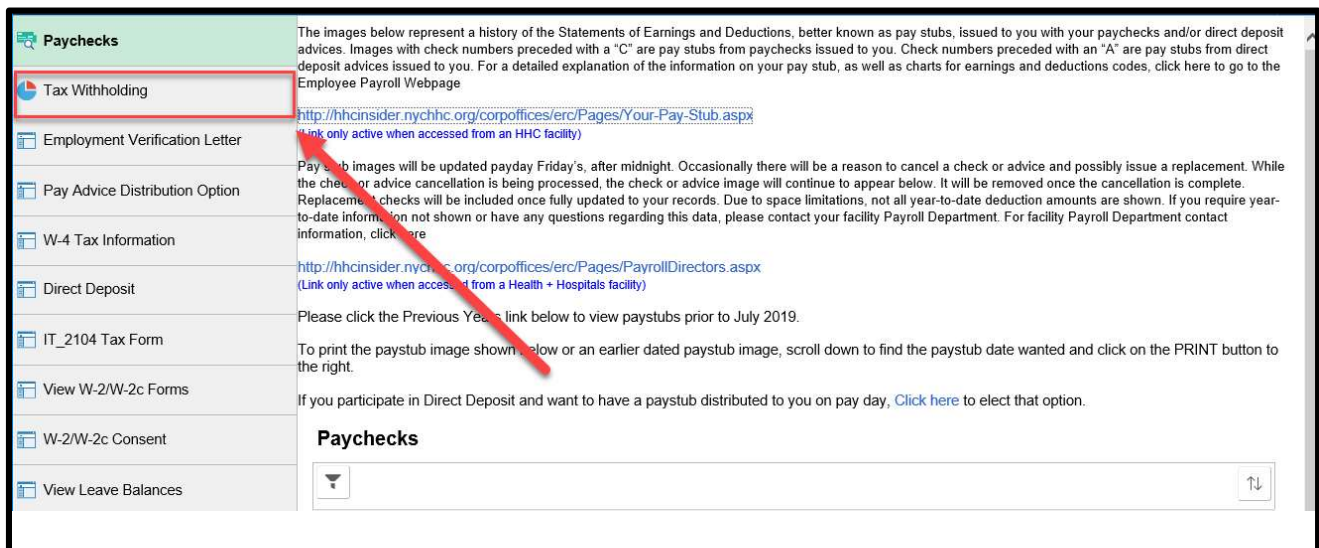 Paychecks
Tax Withholding
Employment Verification Letter
Pay Advice Distribution Option
W-4 Tax Information
Direct Deposit
IT_2104 Tax Form
View W-2/W-2c Forms
W-2/W-2c Consent
View Leave Balances
The images below represent a history of the Statements of Earnings and Deductions, better known as pay stubs, issued to you with your paychecks and/or direct deposit
advices. Images with check numbers preceded with a “C” are pay stubs from paychecks issued to you. Check numbers preceded with an “A” are pay stubs from direct
deposit advices issued to you. For a detailed explanation of the information on your pay stub, as well as charts for earnings and deductions codes, click here to go to the
Employee Payroll Webpage
http://hhcinsider.nychhc.org/corpoffices/erc/Pages/Your-Pay-Stub.aspx
(Link only active when accessed from an HHC facility)
Pay stub images will be updated payday Friday’s, after midnight. Occasionally there will be a reason to cancel a check or advice and possibly issue a replacement. While
the check or advice cancellation is being processed, the check or advice image will continue to appear below. It will be removed once the cancellation is complete.
Replacement checks will be included once fully updated to your records. Due to space limitations, not all year-to-date deduction amounts are shown. If you require year-
to-date information not shown or have any questions regarding this data, please contact your facility Payroll Department. For facility Payroll Department contact
information, click here
http://hhcinsider.nychhc.org/corpoffices/erc/Pages/PayrollDirectors.aspx
(Link only active when accessed from a Health + Hospitals facility)
Please click the Previous Years link below to view paystubs prior to July 2019.
To print the paystub image shown below or an earlier dated paystub image, scroll down to find the paystub date wanted and click on the PRINT button to
the right.
If you participate in Direct Deposit and want to have a paystub distributed to you on pay day, Click here to elect that option.
Paychecks